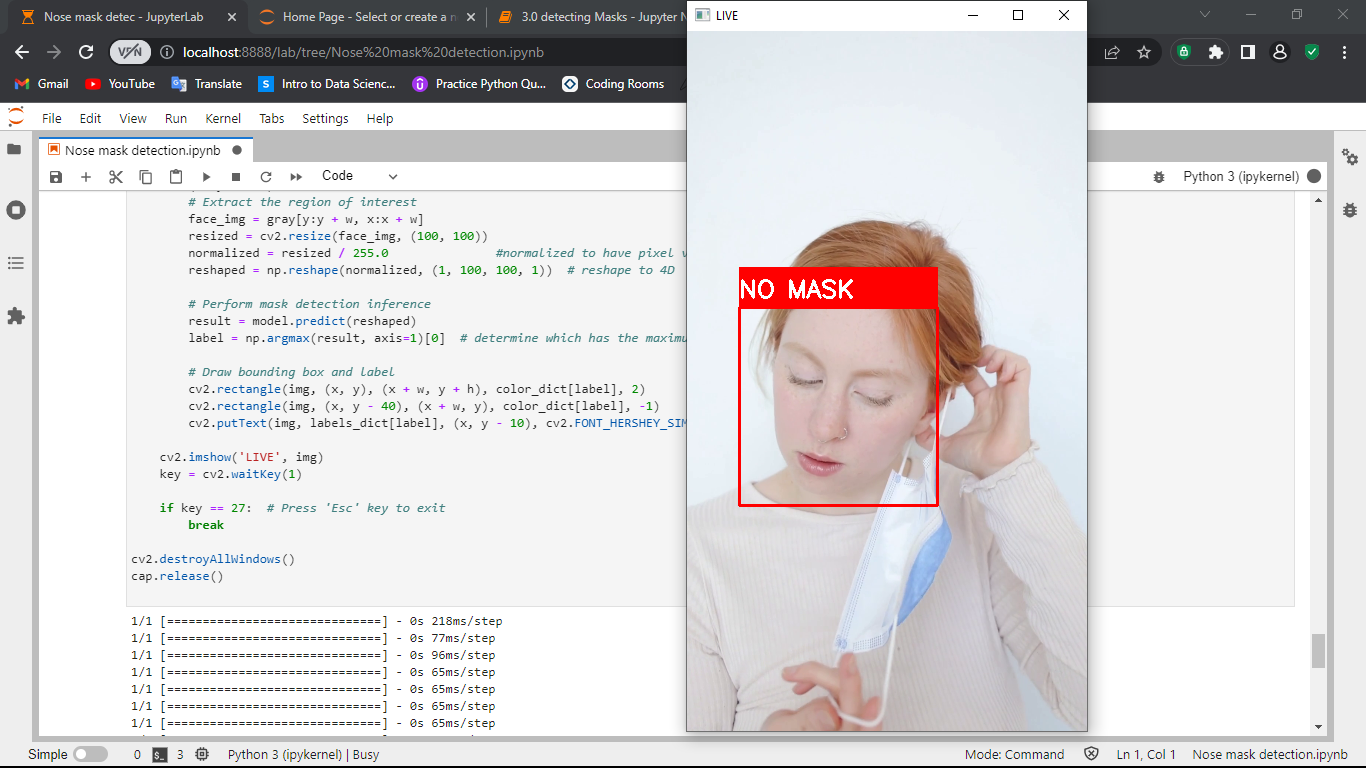 Nose mask detec - JupyterLab
Home Page - Select or create a n
3.0 detecting Masks - Jupyter N
LIVE
VPN
localhost:8888/lab/tree/Nose%20mask%20detection.ipynb
Gmail
YouTube
Translate
Intro to Data Scienc...
Practice Python Qu...
Coding Rooms
File Edit View Run Kernel Tabs Settings Help
Nose mask detection.ipynb
Code
Python 3 (ipykernel)
# Extract the region of interest
face_img = gray[y:y + w, x:x + w]
resized = cv2.resize(face_img, (100, 100))
normalized = resized / 255.0 #normalized to have pixel v
reshaped = np.reshape(normalized, (1, 100, 100, 1)) # reshape to 4D
# Perform mask detection inference
result = model.predict(reshaped)
label = np.argmax(result, axis=1)[0] # determine which has the maximu
# Draw bounding box and label
cv2.rectangle(img, (x, y), (x + w, y + h), color_dict[label], 2)
cv2.rectangle(img, (x, y - 40), (x + w, y), color_dict[label], -1)
cv2.putText(img, labels_dict[label], (x, y - 10), cv2.FONT_HERSHEY_SIM
cv2.imshow('LIVE', img)
key = cv2.waitKey(1)
if key == 27: # Press 'Esc' key to exit
break
cv2.destroyAllWindows()
cap.release()
1/1 [==============================] - 0s 218ms/step
1/1 [==============================] - 0s 77ms/step
1/1 [==============================] - 0s 96ms/step
1/1 [==============================] - 0s 65ms/step
1/1 [==============================] - 0s 65ms/step
1/1 [==============================] - 0s 65ms/step
1/1 [==============================] - 0s 65ms/step
NO MASK
Simple
0
3
Python 3 (ipykernel) | Busy
Mode: Command
Ln 1, Col 1
Nose mask detection.ipynb